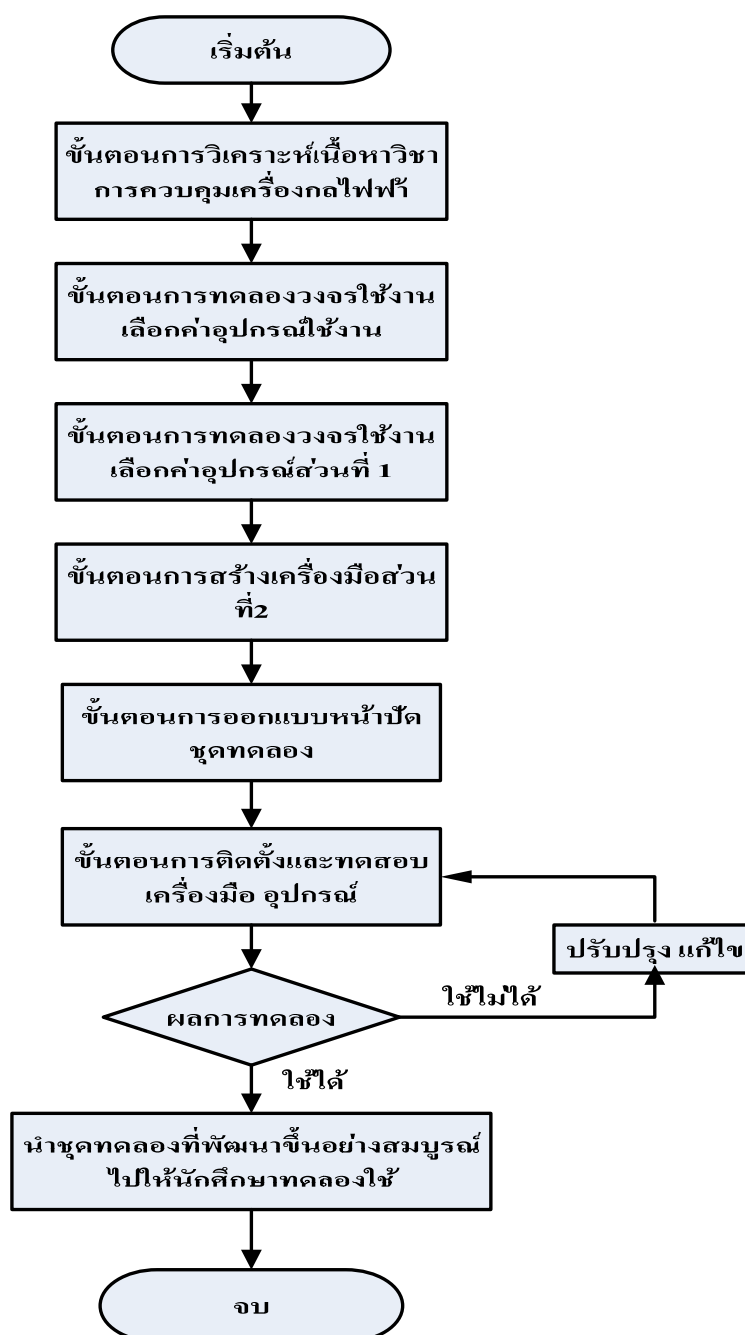 เริ่มต้น
ขั้นตอนการวิเคราะห์เนื้อหาวิชา
การควบคุมเครื่องกลไฟฟ้า
ขั้นตอนการทดลองวงจรใช้งาน
เลือกค่าอุปกรณ์ใช้งาน
ขั้นตอนการทดลองวงจรใช้งาน
เลือกค่าอุปกรณ์ส่วนที่ 1
ขั้นตอนการสร้างเครื่องมือส่วน
ที่2
ขั้นตอนการออกแบบหน้าปัด
ชุดทดลอง
ขั้นตอนการติดตั้งและทดสอบ
เครื่องมือ อุปกรณ์
ปรับปรุง แก้ไข
ผลการทดลอง
ใช้ไม่ได้
ใช้ได้
นำชุดทดลองที่พัฒนาขึ้นอย่างสมบูรณ์
ไปให้นักศึกษาทดลองใช้
จบ